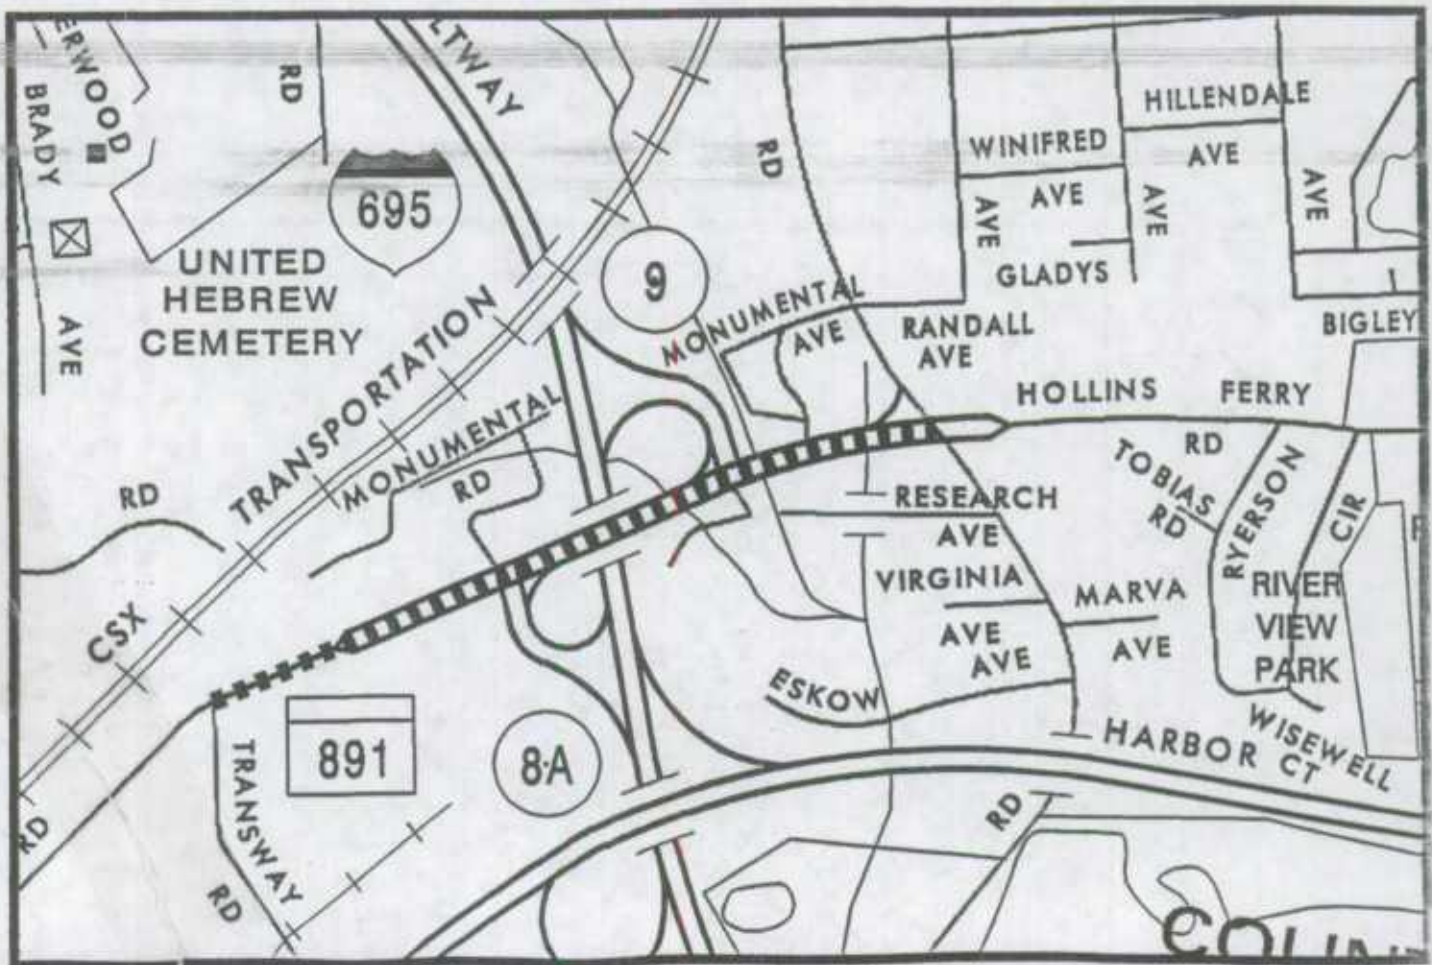 ERWOOD
BRADY
AVE
RD
LTWAY
695
UNITED
HEBREW
CEMETERY
TRANSPORTATION
CSX
RD
MONUMENTAL
RD
9
MONUMENTAL
AVE
RD
HILLENDALE
AVE
WINIFRED
AVE
AVE
AVE
AVE
GLADYS
RANDALL
AVE
BIGLEY
HOLLINS FERRY
RD
TOBIAS
RD
RYERSON
CIR
RESEARCH
AVE
VIRGINIA
AVE
MARVA
AVE
RIVER
VIEW
PARK
ESKOW
AVE
WISEWELL
CT
HARBOR
RD
891
8A
TRANSWAY
RD
RD